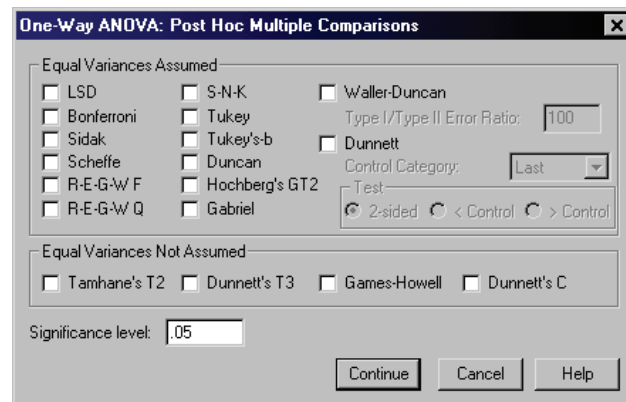 One-Way ANOVA: Post Hoc Multiple Comparisons
Equal Variances Assumed
LSD
Bonferroni
Sidak
Scheffe
R-E-G-W F
R-E-G-W Q
S-N-K
Tukey
Tukey's-b
Duncan
Hochberg's GT2
Gabriel
Waller-Duncan
Type I/Type II Error Ratio: 100
Dunnett
Control Category: Last
Test
2-sided < Control > Control
Equal Variances Not Assumed
Tamhane's T2 Dunnett's T3 Games-Howell Dunnett's C
Significance level: .05
Continue Cancel Help